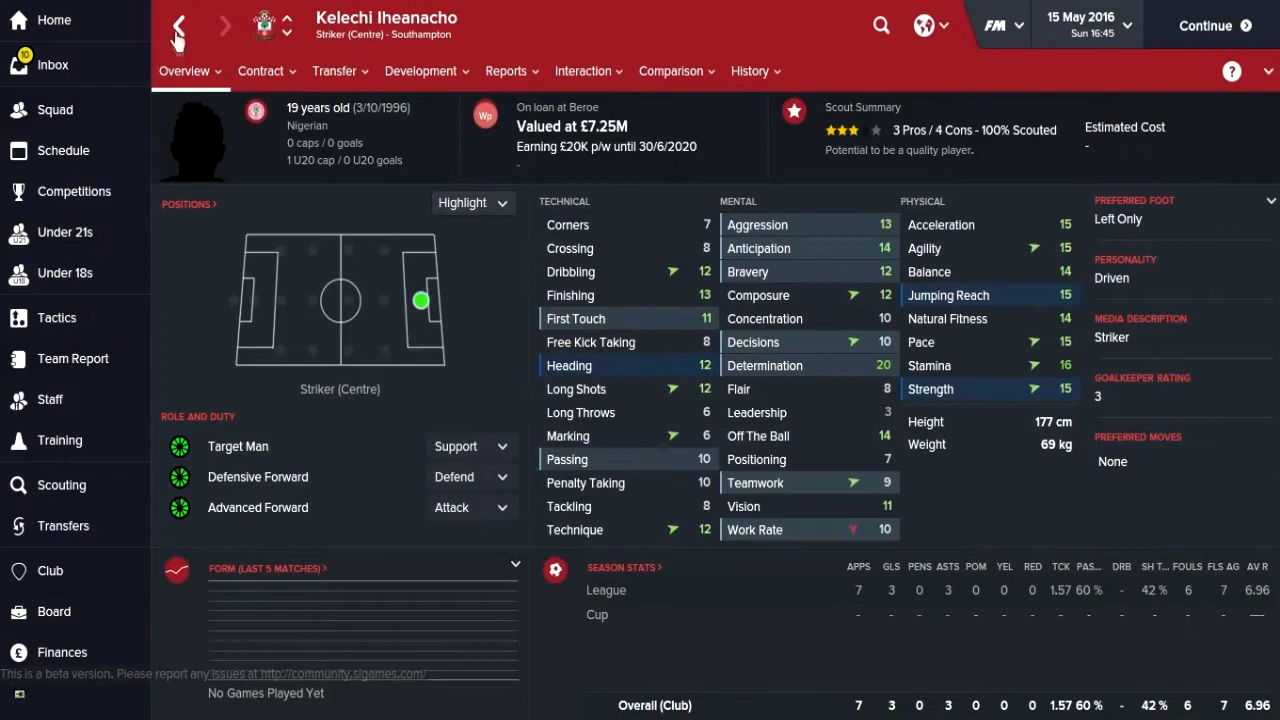 Home
10
Inbox
Squad
Schedule
Competitions
U21
Under 21s
U18
Under 18s
Tactics
Team Report
Staff
Training
Scouting
Transfers
Club
Board
£ Finances
This is a beta version. Please report any issues at http://community.sigames.com/
Kelechi Iheanacho
Striker (Centre) - Southampton
FM
15 May 2016
Sun 16:45
Continue
Overview Contract Transfer Development Reports Interaction Comparison History
?
19 years old (3/10/1996)
Nigerian
0 caps / 0 goals
1 U20 cap / 0 U20 goals
Wp
On loan at Beroe
Valued at £7.25M
Earning £20K p/w until 30/6/2020
-
Scout Summary
3 Pros / 4 Cons - 100% Scouted
Potential to be a quality player.
Estimated Cost
-
POSITIONS >
Highlight
Striker (Centre)
ROLE AND DUTY
Target Man Support
Defensive Forward Defend
Advanced Forward Attack
TECHNICAL
Corners 7
Crossing 8
Dribbling 12
Finishing 13
First Touch 11
Free Kick Taking 8
Heading 12
Long Shots 12
Long Throws 6
Marking 6
Passing 10
Penalty Taking 10
Tackling 8
Technique 12
MENTAL
Aggression 13
Anticipation 14
Bravery 12
Composure 12
Concentration 10
Decisions 10
Determination 20
Flair 8
Leadership 3
Off The Ball 14
Positioning 7
Teamwork 9
Vision 11
Work Rate 10
PHYSICAL
Acceleration 15
Agility 15
Balance 14
Jumping Reach 15
Natural Fitness 14
Pace 15
Stamina 16
Strength 15
Height 177 cm
Weight 69 kg
PREFERRED FOOT
Left Only
PERSONALITY
Driven
MEDIA DESCRIPTION
Striker
GOALKEEPER RATING
3
PREFERRED MOVES
None
FORM (LAST 5 MATCHES) >
No Games Played Yet
SEASON STATS > APPS GLS PENS ASTS POM YEL RED TCK PAS... DRB SH T... FOULS FLS AG AV R
League 7 3 0 3 0 0 0 1.57 60 % - 42 % 6 7 6.96
Cup - - - - - - - - - - - - - ---
Overall (Club) 7 3 0 3 0 0 0 1.57 60 % - 42 % 6 7 6.96